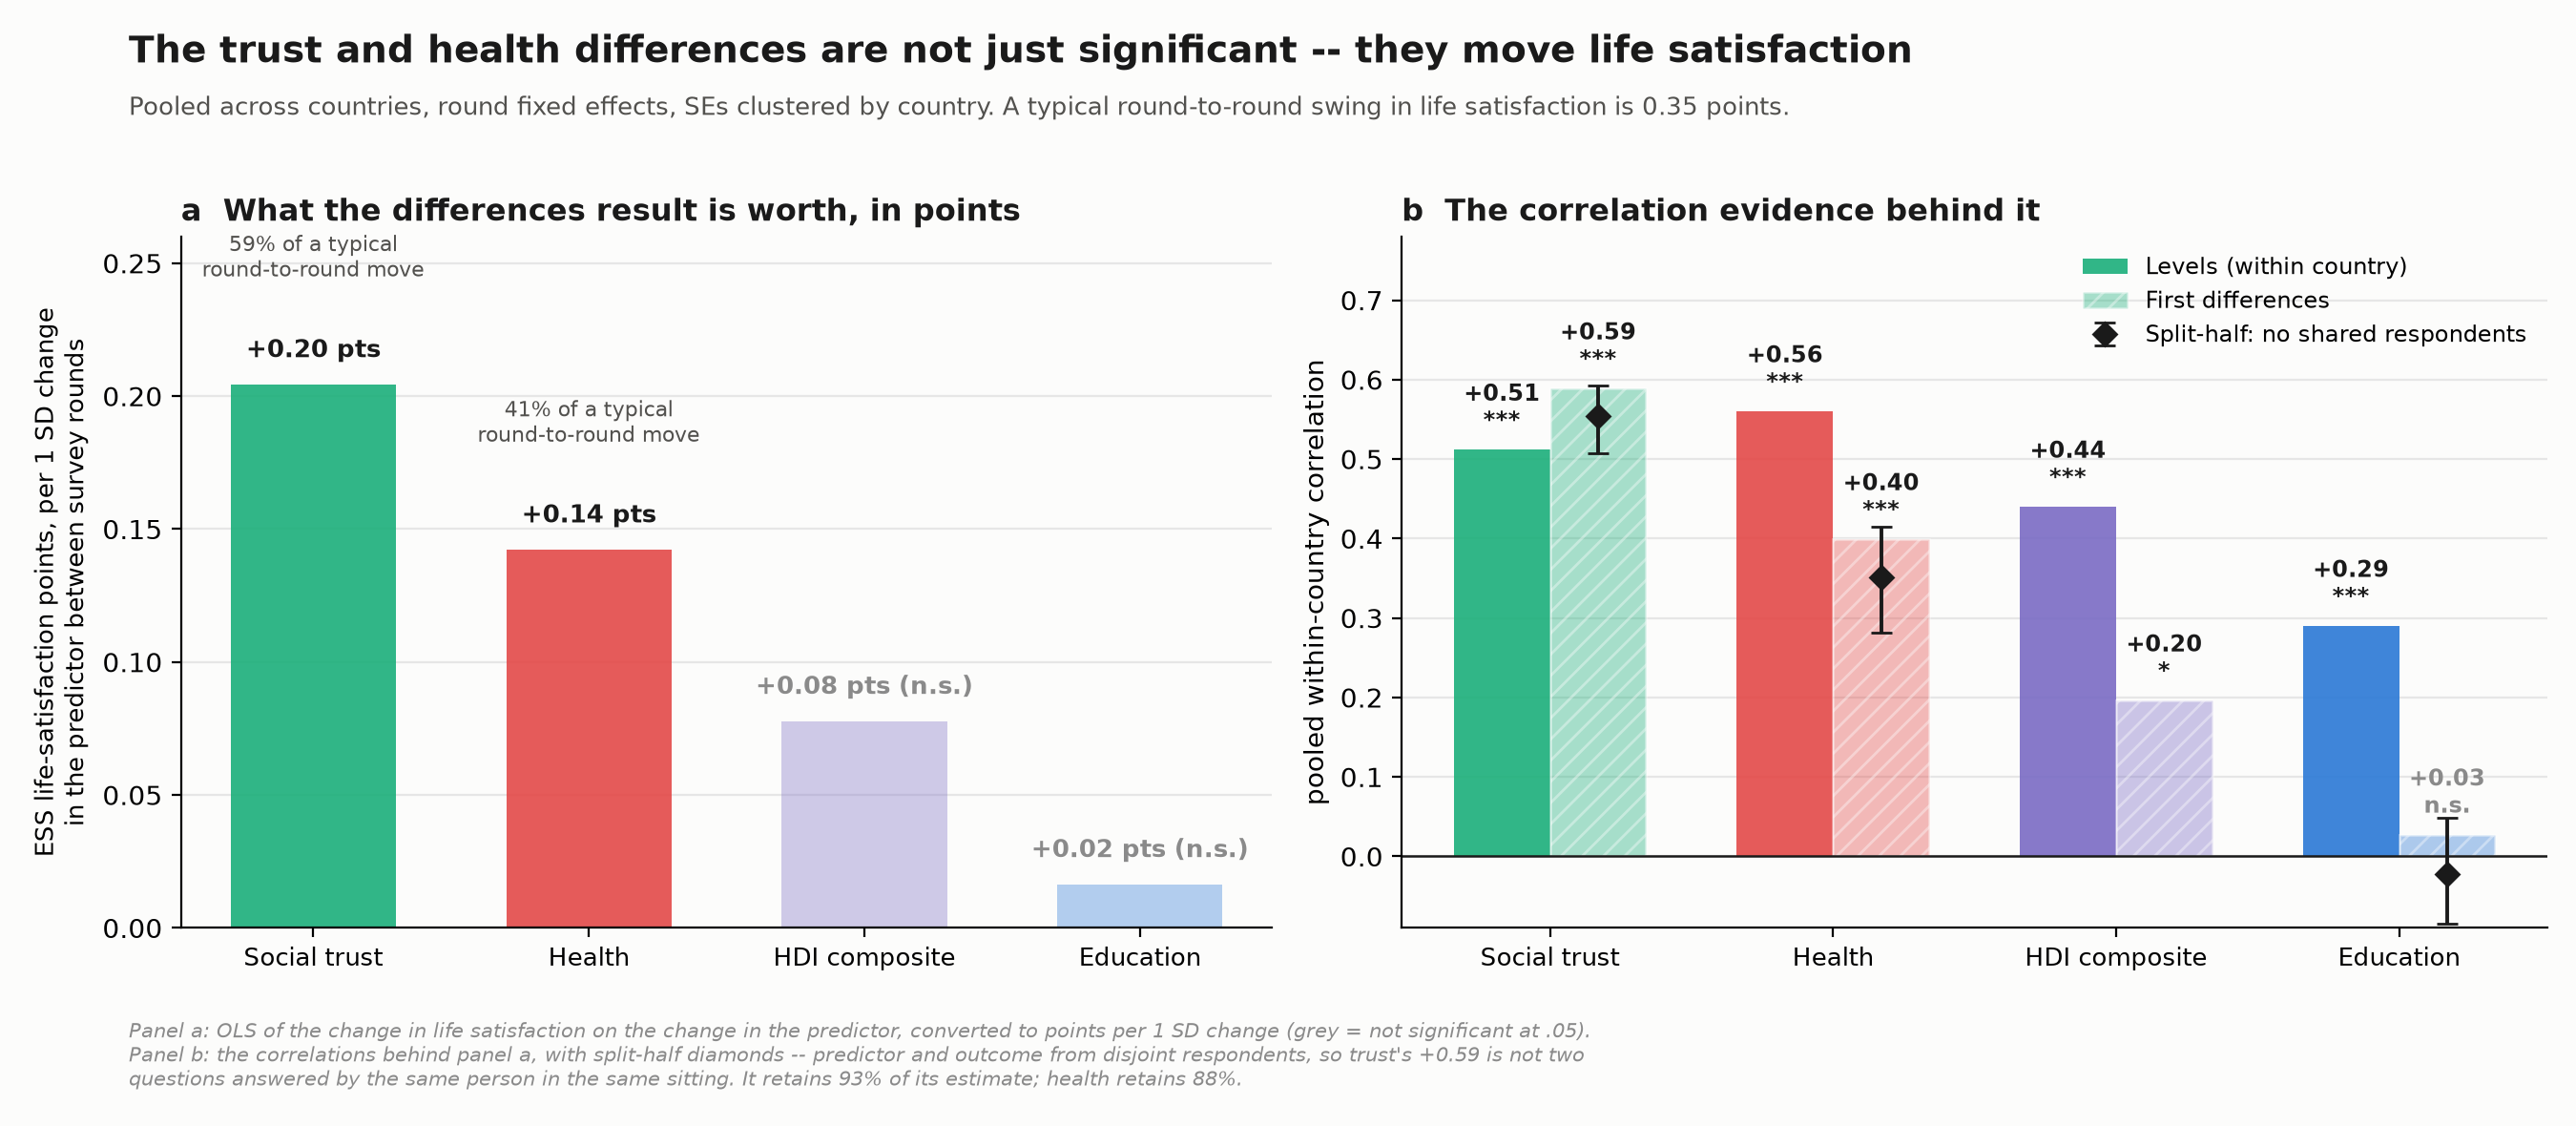 The trust and health differences are not just significant -- they move life satisfaction
Pooled across countries, round fixed effects, SEs clustered by country. A typical round-to-round swing in life satisfaction is 0.35 points.
a What the differences result is worth, in points
ESS life-satisfaction points, per 1 SD change
in the predictor between survey rounds
0.25
0.20
0.15
0.10
0.05
0.00
59% of a typical
round-to-round move
+0.20 pts
41% of a typical
round-to-round move
+0.14 pts
+0.08 pts (n.s.)
+0.02 pts (n.s.)
Social trust
Health
HDI composite
Education
b The correlation evidence behind it
pooled within-country correlation
0.7
0.6
0.5
0.4
0.3
0.2
0.1
0.0
Levels (within country)
First differences
Split-half: no shared respondents
+0.51
***
+0.59
***
+0.56
***
+0.40
***
+0.44
***
+0.20
*
+0.29
***
+0.03
n.s.
Social trust
Health
HDI composite
Education
Panel a: OLS of the change in life satisfaction on the change in the predictor, converted to points per 1 SD change (grey = not significant at .05).
Panel b: the correlations behind panel a, with split-half diamonds -- predictor and outcome from disjoint respondents, so trust's +0.59 is not two
questions answered by the same person in the same sitting. It retains 93% of its estimate; health retains 88%.